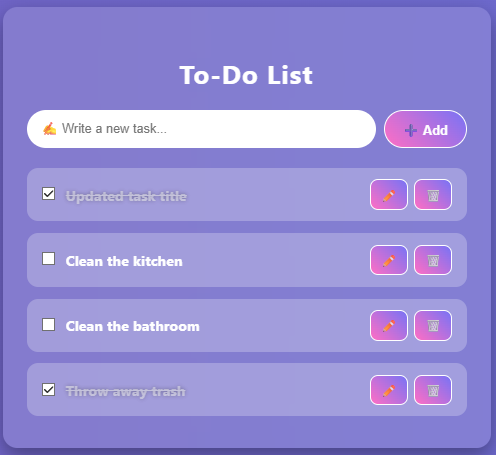 To-Do List
✍️ Write a new task...
➕ Add
Updated task title
Clean the kitchen
Clean the bathroom
Throw away trash